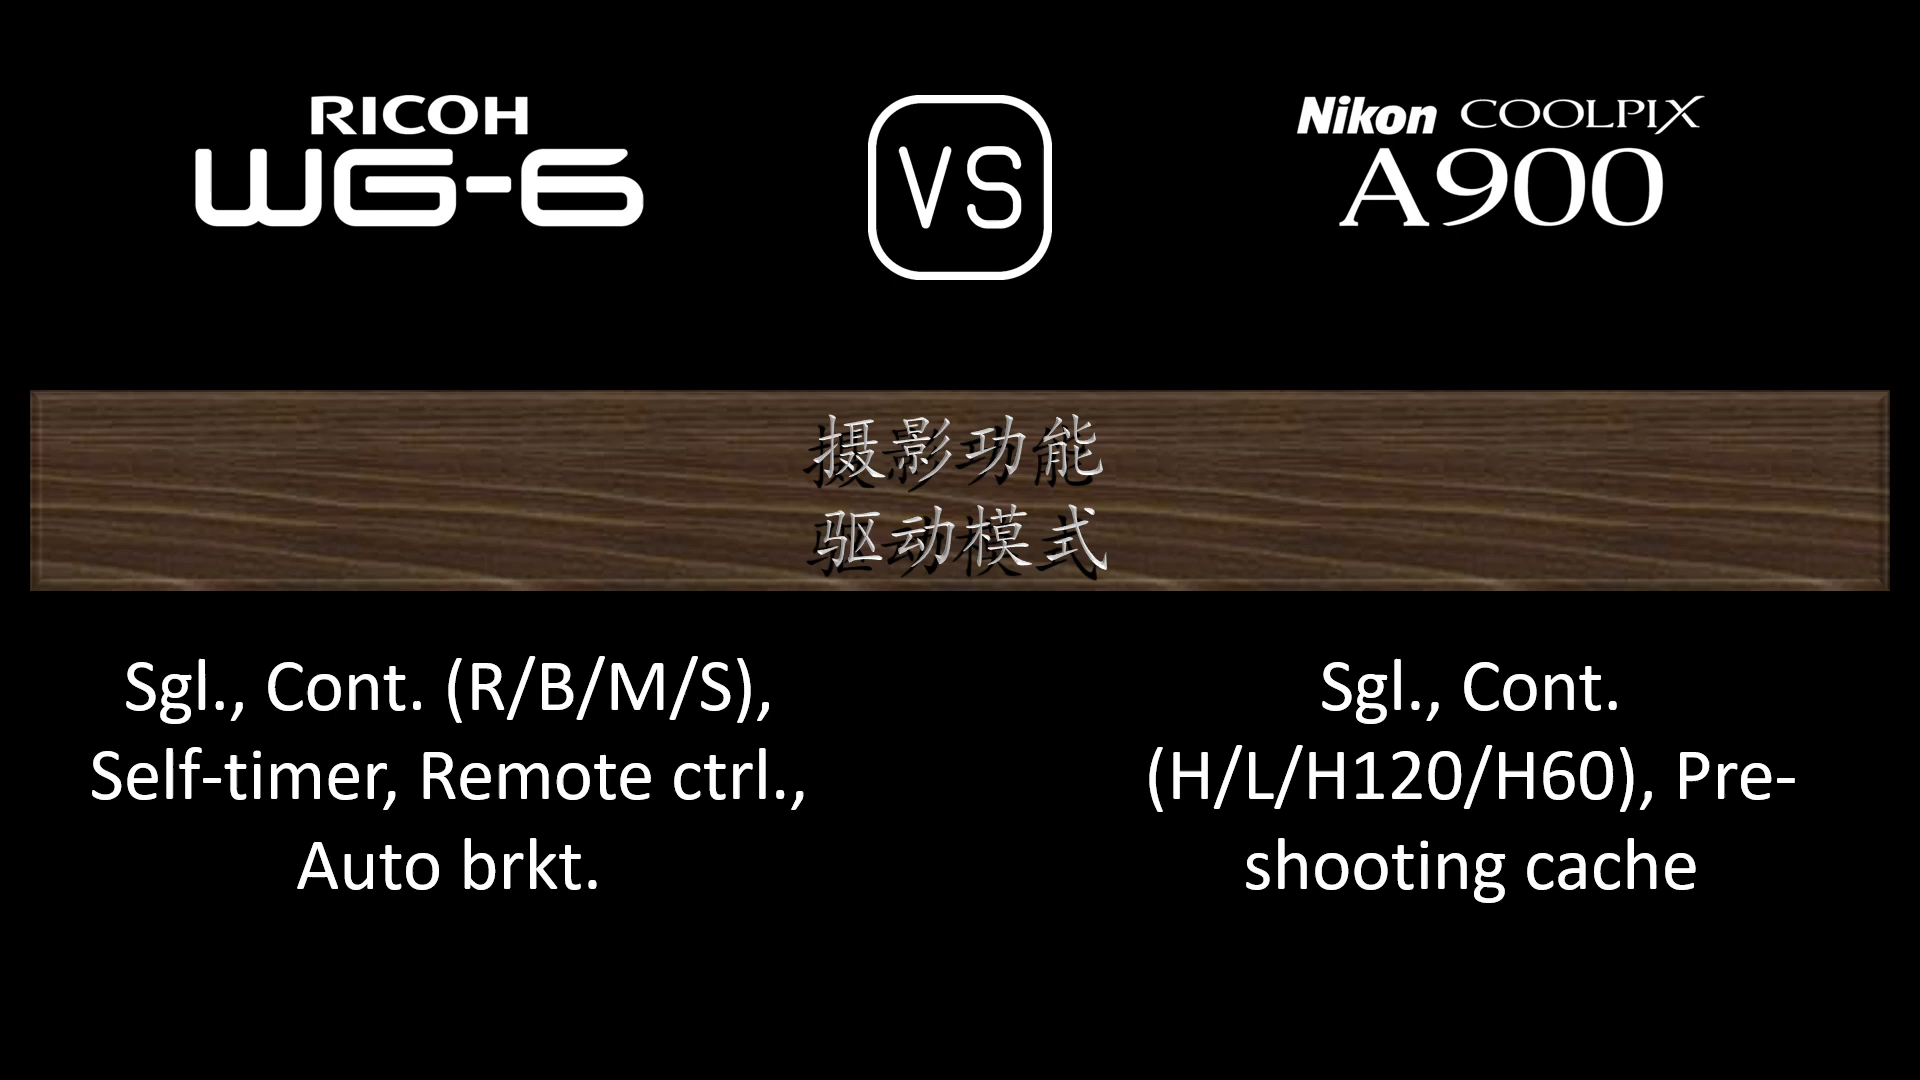 RICOH
WG-6
VS
Nikon COOLPIX
A900
摄影功能
驱动模式
Sgl., Cont. (R/B/M/S),
Self-timer, Remote ctrl.,
Auto brkt.
Sgl., Cont.
(H/L/H120/H60), Pre-
shooting cache